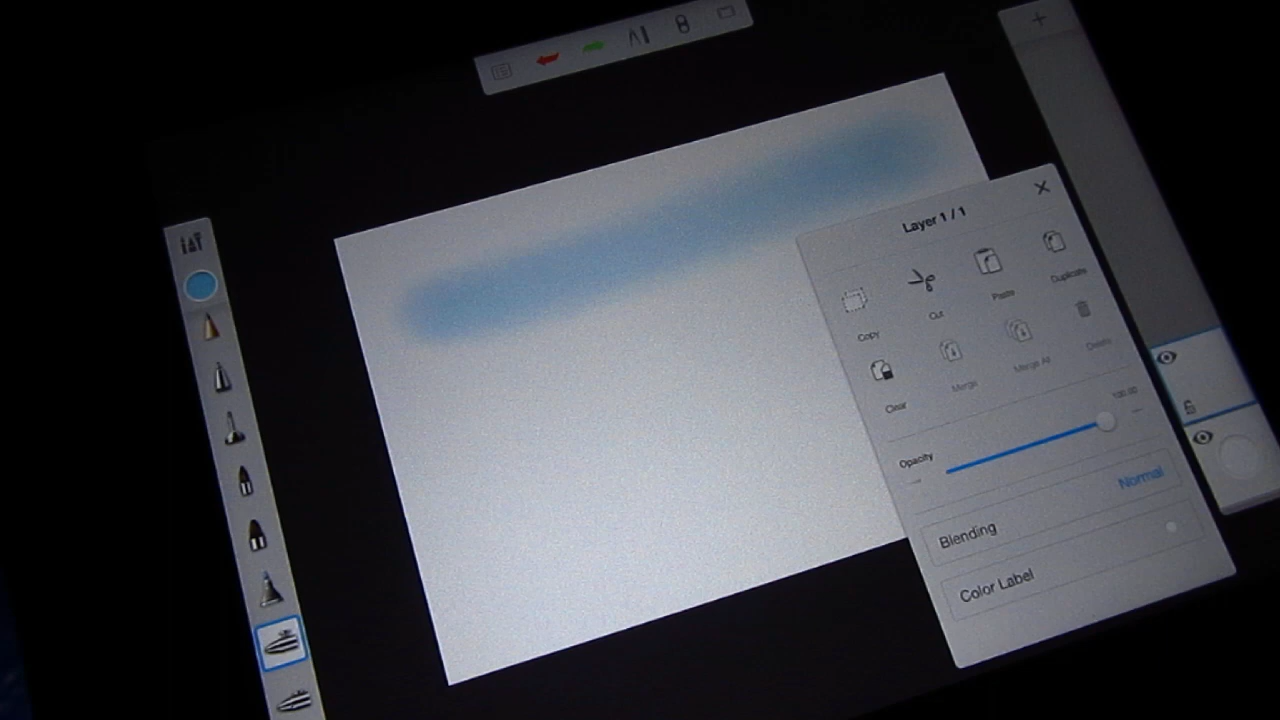 Layer 1 / 1
Copy
Cut
Paste
Duplicate
Clear
Merge
Merge All
Delete
100.00
Opacity
Blending
Normal
Color Label